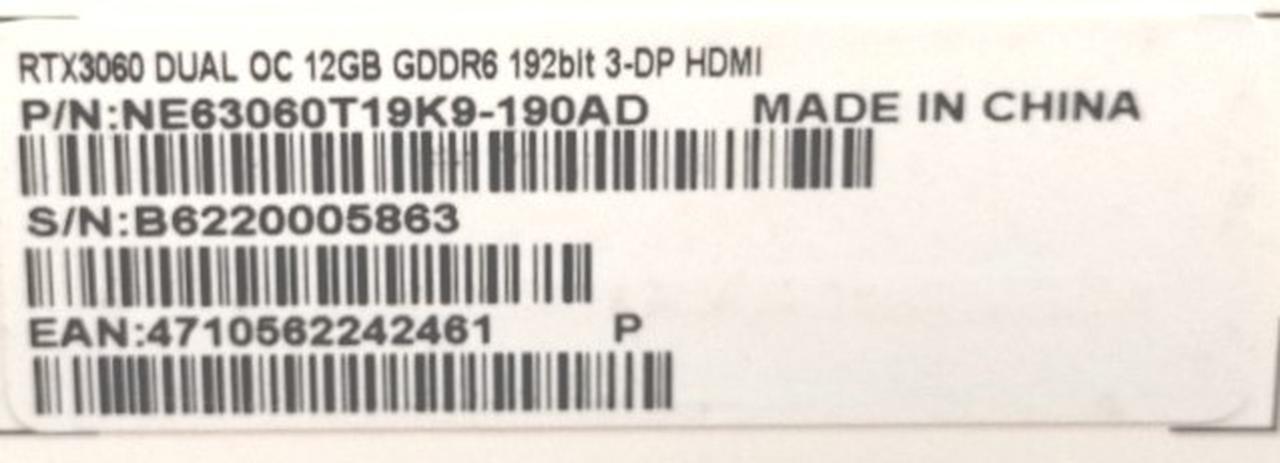 RTX3060 DUAL OC 12GB GDDR6 192bit 3-DP HDMI
P/N:NE63060T19K9-190AD MADE IN CHINA
S/N:B6220005863
EAN:4710562242461 P